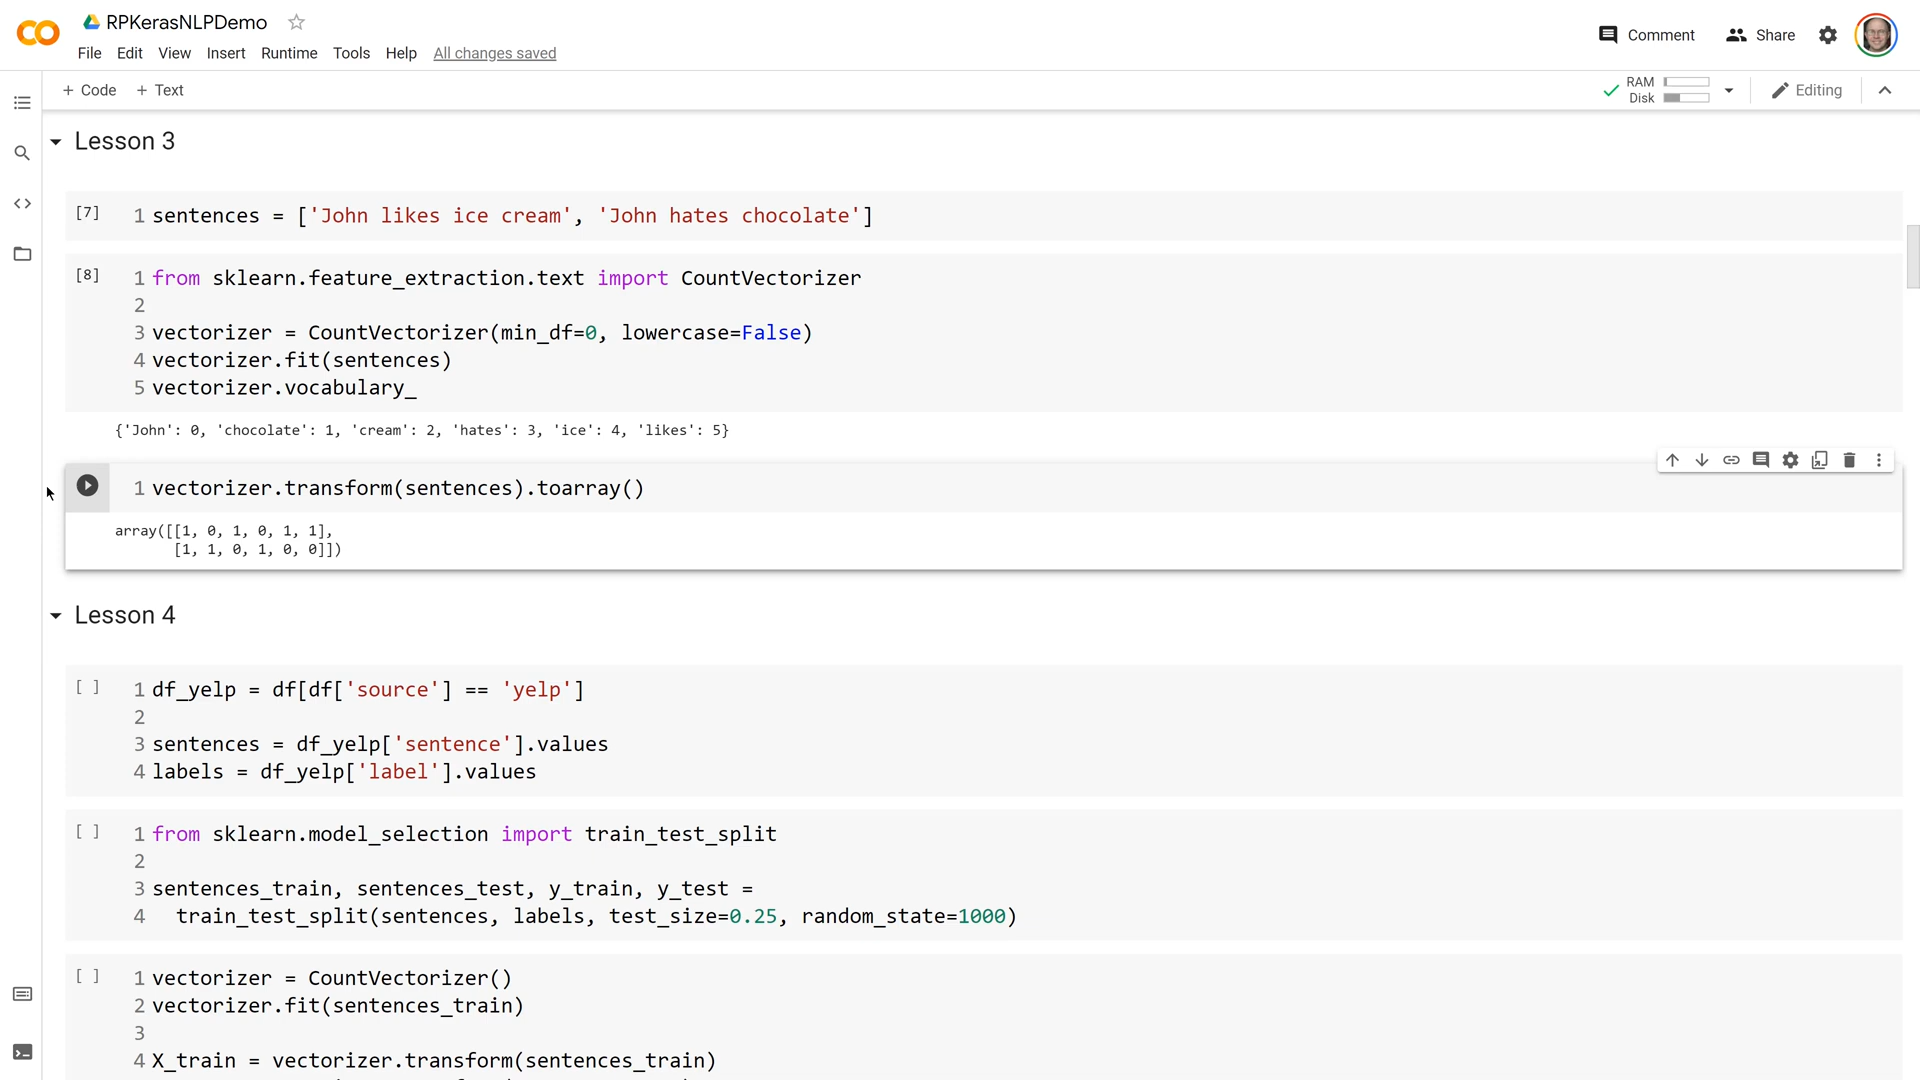 RPKerasNLPDemo
File Edit View Insert Runtime Tools Help All changes saved
Comment Share
+ Code + Text
RAM
Disk
Editing
Lesson 3
[7] 1 sentences = ['John likes ice cream', 'John hates chocolate']
[8] 1 from sklearn.feature_extraction.text import CountVectorizer
2
3 vectorizer = CountVectorizer(min_df=0, lowercase=False)
4 vectorizer.fit(sentences)
5 vectorizer.vocabulary_
{'John': 0, 'chocolate': 1, 'cream': 2, 'hates': 3, 'ice': 4, 'likes': 5}
1 vectorizer.transform(sentences).toarray()
array([[1, 0, 1, 0, 1, 1],
[1, 1, 0, 1, 0, 0]])
Lesson 4
[ ] 1 df_yelp = df[df['source'] == 'yelp']
2
3 sentences = df_yelp['sentence'].values
4 labels = df_yelp['label'].values
[ ] 1 from sklearn.model_selection import train_test_split
2
3 sentences_train, sentences_test, y_train, y_test =
4 train_test_split(sentences, labels, test_size=0.25, random_state=1000)
[ ] 1 vectorizer = CountVectorizer()
2 vectorizer.fit(sentences_train)
3
4 X_train = vectorizer.transform(sentences_train)